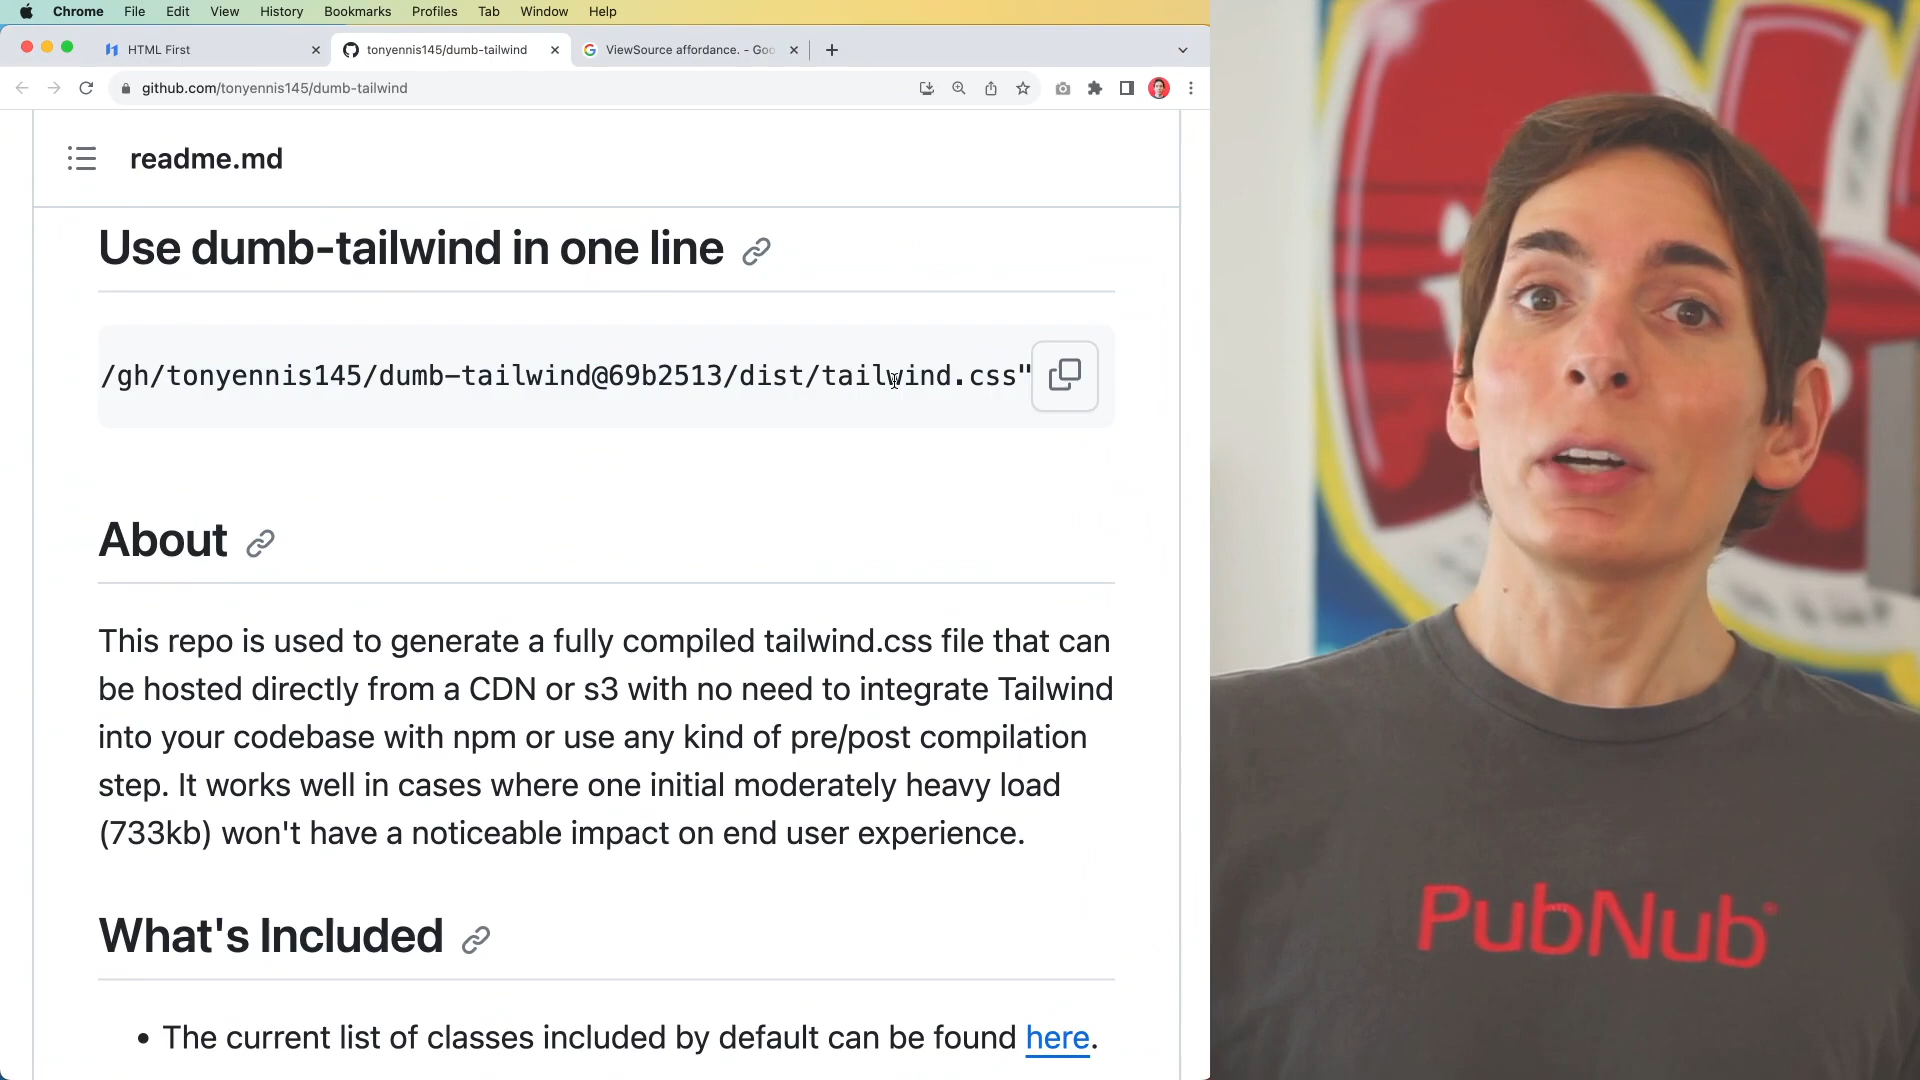 Chrome File Edit View History Bookmarks Profiles Tab Window Help
HTML First
tonyennis145/dumb-tailwind
ViewSource affordance. - Goo
github.com/tonyennis145/dumb-tailwind
readme.md
Use dumb-tailwind in one line
/gh/tonyennis145/dumb-tailwind@69b2513/dist/tailwind.css"
About
This repo is used to generate a fully compiled tailwind.css file that can
be hosted directly from a CDN or s3 with no need to integrate Tailwind
into your codebase with npm or use any kind of pre/post compilation
step. It works well in cases where one initial moderately heavy load
(733kb) won't have a noticeable impact on end user experience.
What's Included
• The current list of classes included by default can be found here.
PubNub®